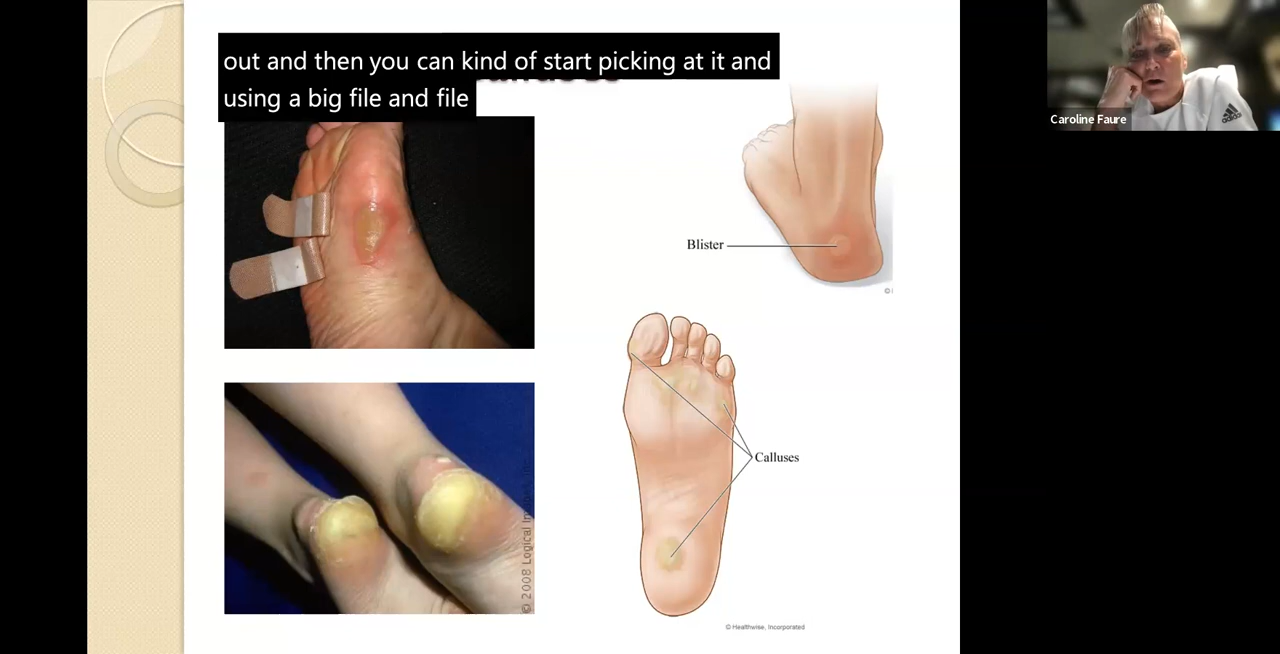 out and then you can kind of start picking at it and
using a big file and file
Caroline Faure
adidas
Blister
©
Calluses
© 2008 Logical
© Healthwise, Incorporated